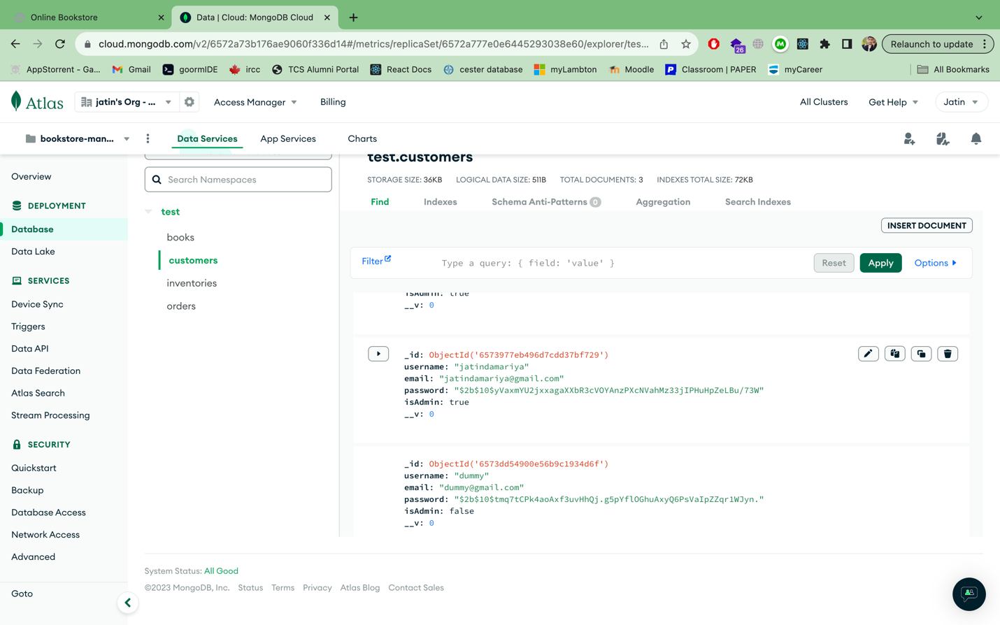 Online Bookstore
Data | Cloud: MongoDB Cloud
cloud.mongodb.com/v2/6572a73b176ae9060f336d14#/metrics/replicaSet/6572a777e0e6445293038e60/explorer/tes...
26
Relaunch to update
AppStorrent - Ga...
Gmail
goormIDE
ircc
TCS Alumni Portal
React Docs
cester database
myLambton
Moodle
Classroom | PAPER
myCareer
All Bookmarks
Atlas
jatin's Org - ...
Access Manager
Billing
All Clusters
Get Help
Jatin
bookstore-man...
Data Services
App Services
Charts
Overview
DEPLOYMENT
Database
Data Lake
SERVICES
Device Sync
Triggers
Data API
Data Federation
Atlas Search
Stream Processing
SECURITY
Quickstart
Backup
Database Access
Network Access
Advanced
Goto
Search Namespaces
test
books
customers
inventories
orders
test.customers
STORAGE SIZE: 36KB LOGICAL DATA SIZE: 511B TOTAL DOCUMENTS: 3 INDEXES TOTAL SIZE: 72KB
Find
Indexes
Schema Anti-Patterns 0
Aggregation
Search Indexes
INSERT DOCUMENT
Filter
Type a query: { field: 'value' }
Reset
Apply
Options
isAdmin: true
__v: 0
_id: ObjectId('6573977eb496d7cdd37bf729')
username: "jatindamariya"
email: "jatindamariya@gmail.com"
password: "$2b$10$yVaxmYU2jxxagaXXbR3cVOYAnzPXcNVahMz33jIPHuHpZeLBu/73W"
isAdmin: true
__v: 0
_id: ObjectId('6573dd54900e56b9c1934d6f')
username: "dummy"
email: "dummy@gmail.com"
password: "$2b$10$tmq7tCPk4aoAxf3uvHhQj.g5pYflOGhuAxyQ6PsVaIpZZqr1WJyn."
isAdmin: false
__v: 0
System Status: All Good
©2023 MongoDB, Inc. Status Terms Privacy Atlas Blog Contact Sales